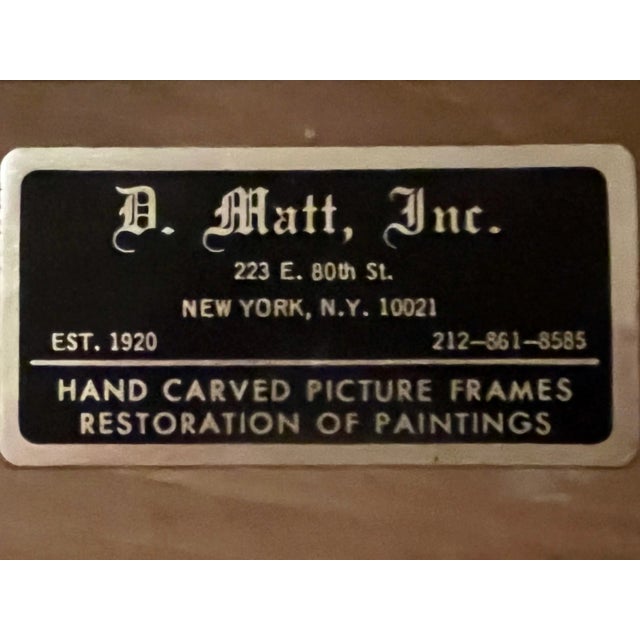 D. Matt, Inc.
223 E. 80th St.
NEW YORK, N.Y. 10021
EST. 1920 212-861-8585
HAND CARVED PICTURE FRAMES
RESTORATION OF PAINTINGS